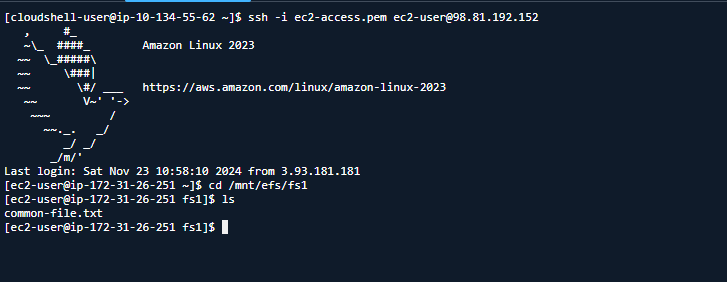 [cloudshell-user@ip-10-134-55-62 ~]$ ssh -i ec2-access.pem ec2-user@98.81.192.152
   ,     #_
   ~\_  ####_        Amazon Linux 2023
  ~~  \_#####\
  ~~     \###|
  ~~       \#/ ___   https://aws.amazon.com/linux/amazon-linux-2023
   ~~       V~' '->
    ~~~         /
      ~~._.   _/
         _/ _/
       _/m/'
Last login: Sat Nov 23 10:58:10 2024 from 3.93.181.181
[ec2-user@ip-172-31-26-251 ~]$ cd /mnt/efs/fs1
[ec2-user@ip-172-31-26-251 fs1]$ ls
common-file.txt
[ec2-user@ip-172-31-26-251 fs1]$